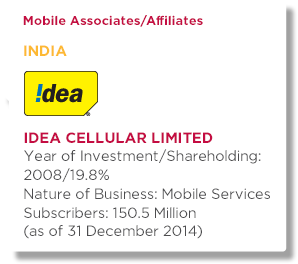 Mobile Associates/Affiliates
INDIA
!dea
®
IDEA CELLULAR LIMITED
Year of Investment/Shareholding:
2008/19.8%
Nature of Business: Mobile Services
Subscribers: 150.5 Million
(as of 31 December 2014)